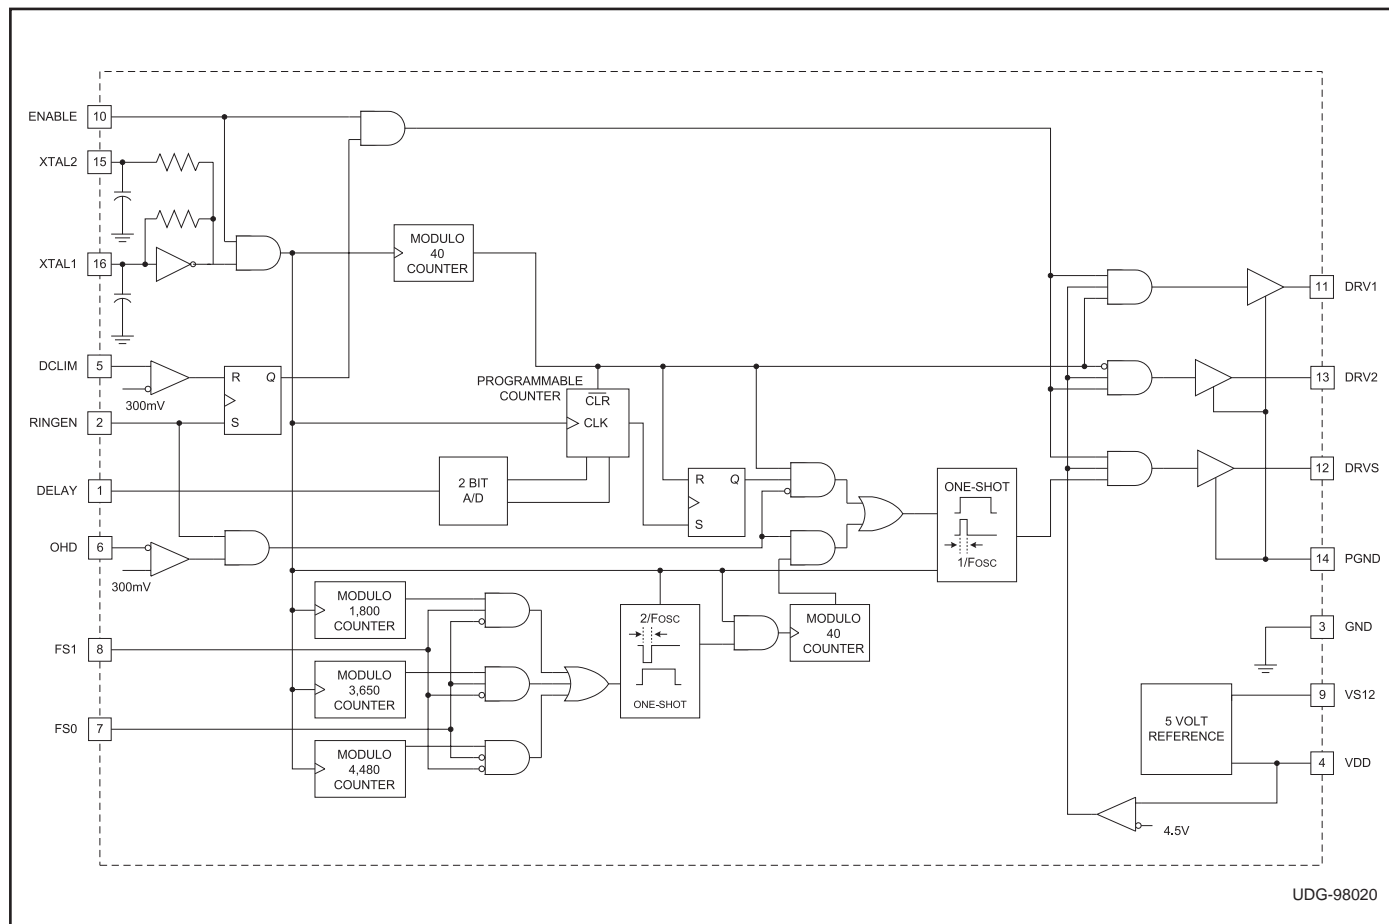 ENABLE 10
XTAL2 15
XTAL1 16
MODULO
40
COUNTER
DCLIM 5
300mV
R Q
S
RINGEN 2
PROGRAMMABLE
COUNTER
CLR
CLK
DELAY 1
2 BIT
A/D
R Q
S
OHD 6
300mV
ONE-SHOT
1/FOSC
MODULO
1,800
COUNTER
FS1 8
MODULO
3,650
COUNTER
FS0 7
MODULO
4,480
COUNTER
2/FOSC
ONE-SHOT
MODULO
40
COUNTER
11 DRV1
13 DRV2
12 DRVS
14 PGND
3 GND
9 VS12
5 VOLT
REFERENCE
4 VDD
4.5V
UDG-98020